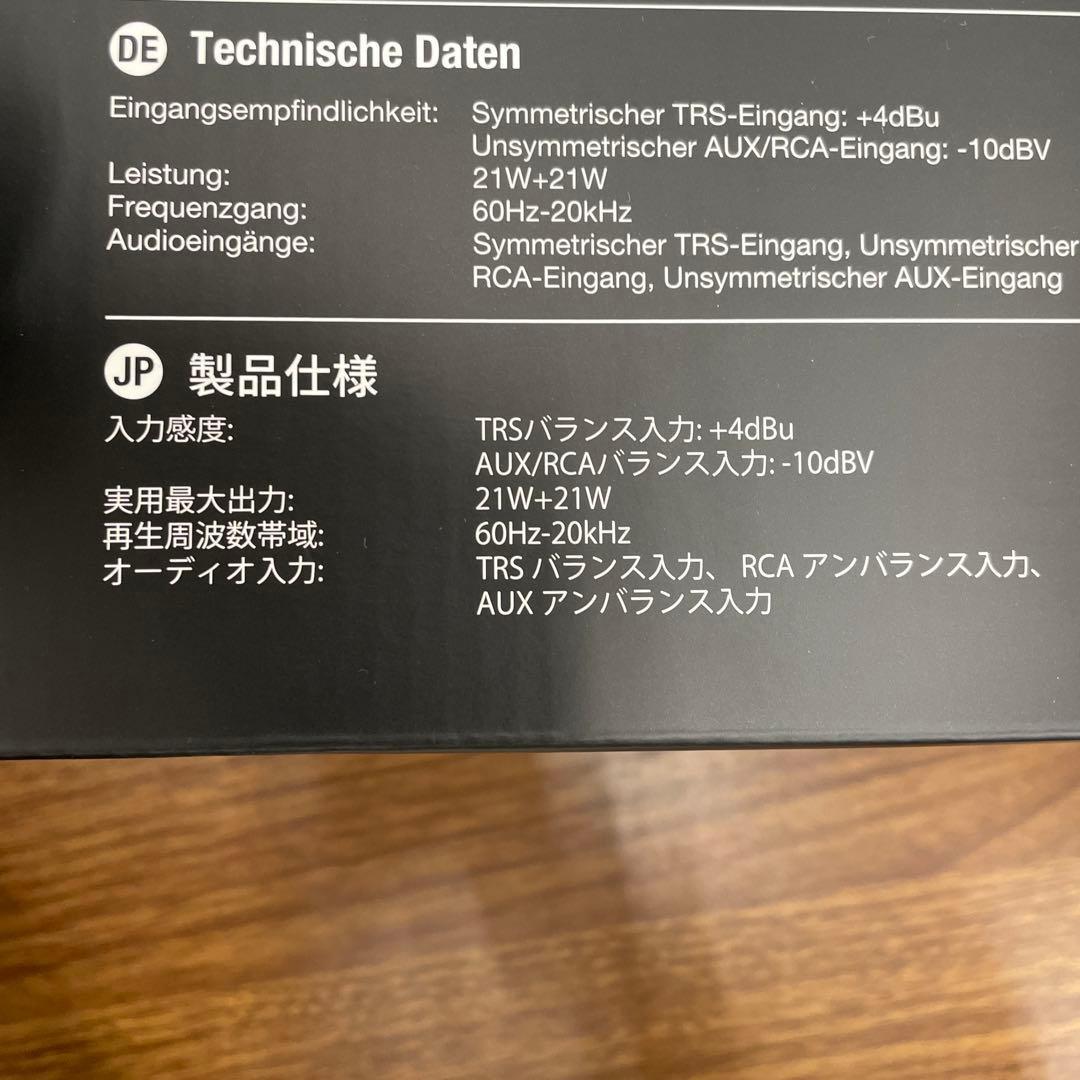 DE Technische Daten
Eingangsempfindlichkeit: Symmetrischer TRS-Eingang: +4dBu
Unsymmetrischer AUX/RCA-Eingang: -10dBV
Leistung: 21W+21W
Frequenzgang: 60Hz-20kHz
Audioeingänge: Symmetrischer TRS-Eingang, Unsymmetrischer
RCA-Eingang, Unsymmetrischer AUX-Eingang
JP 製品仕様
入力感度: TRSバランス入力: +4dBu
AUX/RCAバランス入力: -10dBV
実用最大出力: 21W+21W
再生周波数帯域: 60Hz-20kHz
オーディオ入力: TRS バランス入力、 RCA アンバランス入力、
AUX アンバランス入力